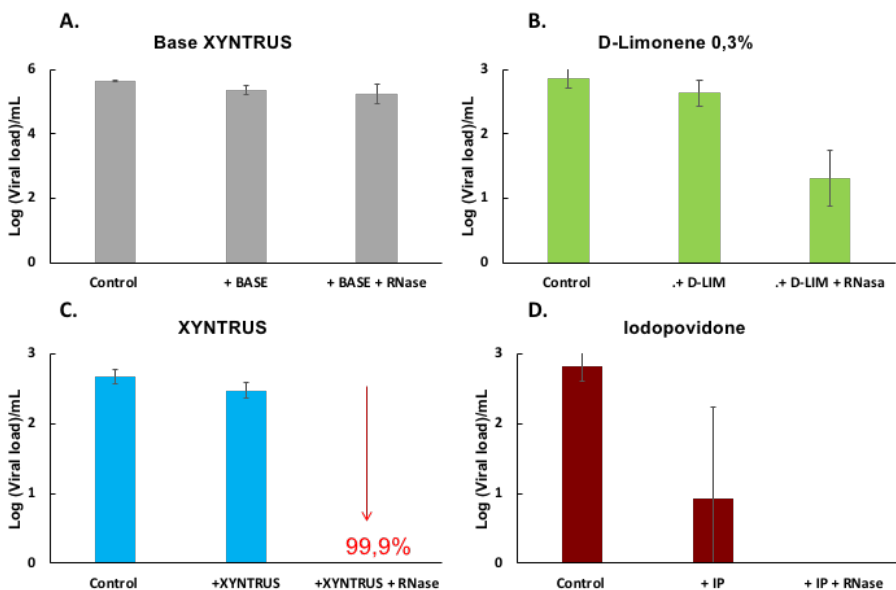 A.
Base XYNTRUS
Log (Viral load)/mL
6
4
2
0
Control
+ BASE
+ BASE + RNase
B.
D-Limonene 0,3%
Log (Viral load)/mL
3
2
1
0
Control
.+ D-LIM
.+ D-LIM + RNasa
C.
XYNTRUS
Log (Viral load)/mL
3
2
1
0
99,9%
Control
+XYNTRUS
+XYNTRUS + RNase
D.
Iodopovidone
Log (Viral load)/mL
3
2
1
0
Control
+ IP
+ IP + RNase